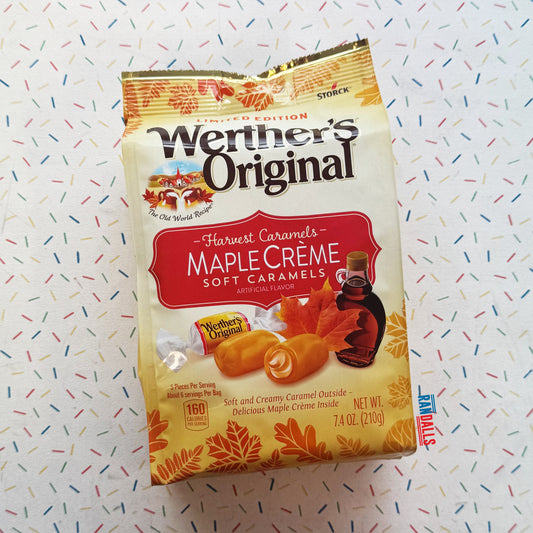 STORCK
LIMITED EDITION
Werther's
Original
The Old World Recipe
Harvest Caramels
MAPLE CRÈME
SOFT CARAMELS
ARTIFICIAL FLAVOR
Werther's
Original
5 Pieces Per Serving
About 6 Servings Per Bag
160
CALORIES
PER SERVING
Soft and Creamy Caramel Outside -
Delicious Maple Crème Inside
NET WT.
7.4 OZ. (210g)
RANDALLS